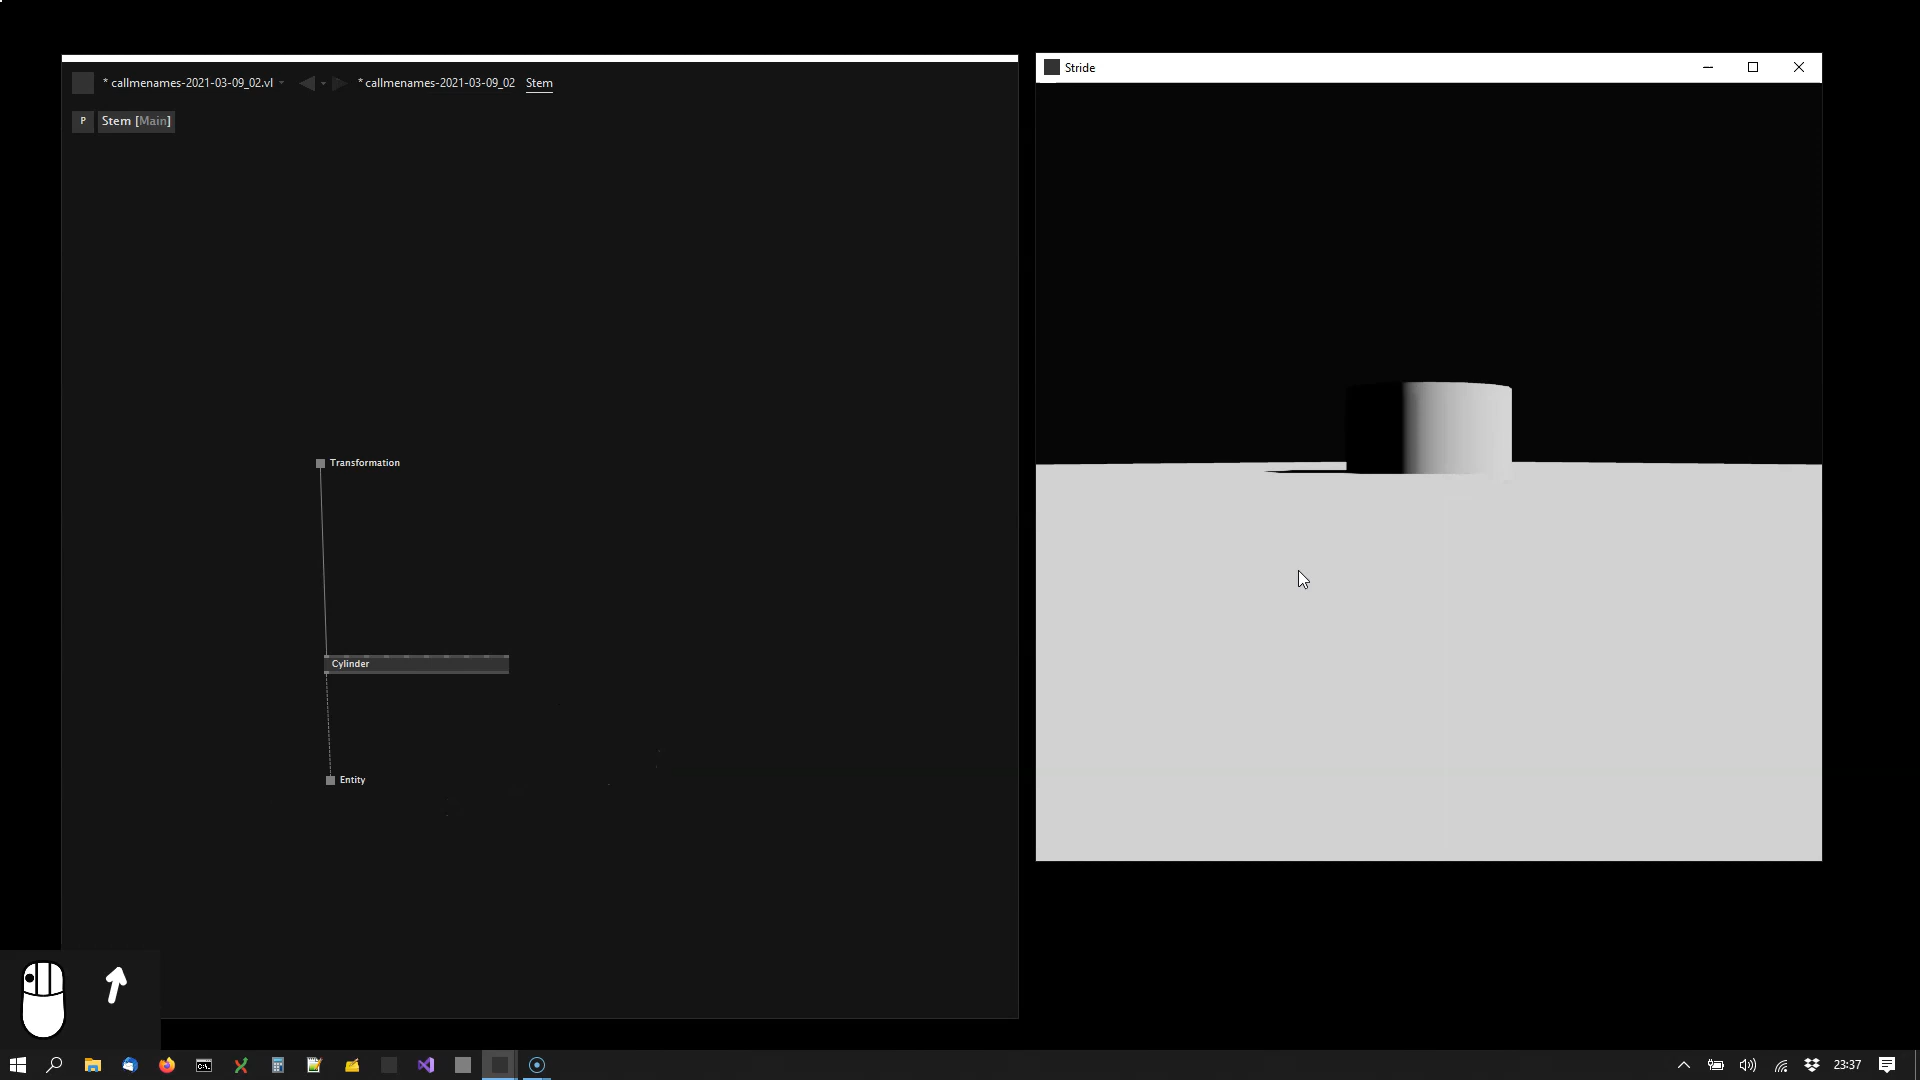 * callmenames-2021-03-09_02.vl
* callmenames-2021-03-09_02 Stem
P Stem [Main]
Transformation
Cylinder
Entity
Stride
23:37